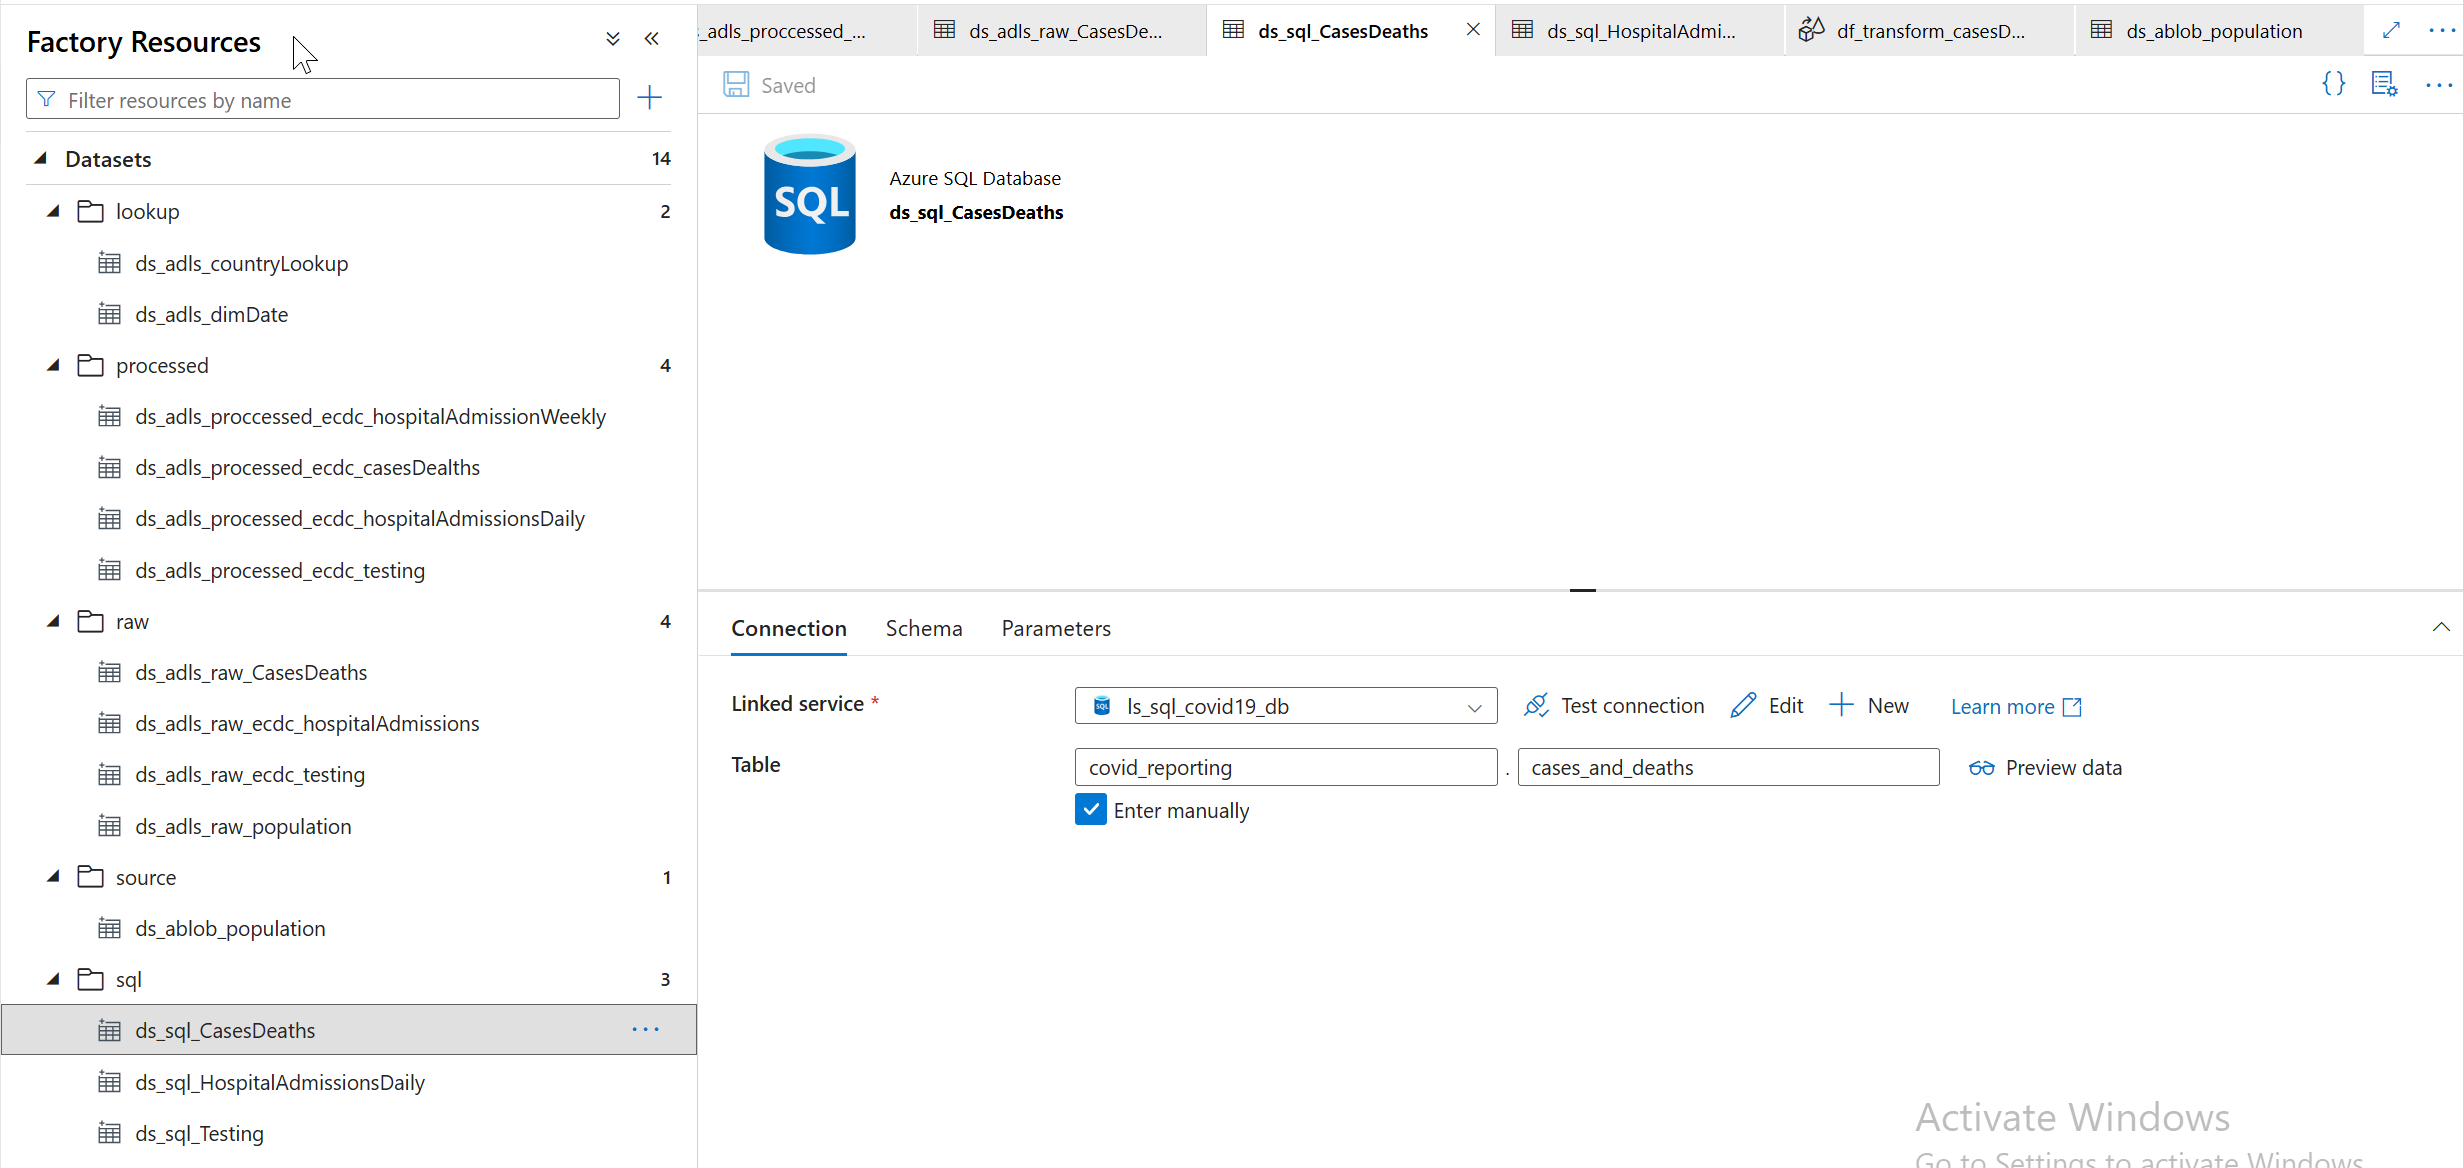 Factory Resources
Filter resources by name
Datasets 14
lookup 2
ds_adls_countryLookup
ds_adls_dimDate
processed 4
ds_adls_proccessed_ecdc_hospitalAdmissionWeekly
ds_adls_processed_ecdc_casesDealths
ds_adls_processed_ecdc_hospitalAdmissionsDaily
ds_adls_processed_ecdc_testing
raw 4
ds_adls_raw_CasesDeaths
ds_adls_raw_ecdc_hospitalAdmissions
ds_adls_raw_ecdc_testing
ds_adls_raw_population
source 1
ds_ablob_population
sql 3
ds_sql_CasesDeaths ...
ds_sql_HospitalAdmissionsDaily
ds_sql_Testing
_adls_proccessed_... ds_adls_raw_CasesDe... ds_sql_CasesDeaths ds_sql_HospitalAdmi... df_transform_casesD... ds_ablob_population
Saved {}
SQL
Azure SQL Database
ds_sql_CasesDeaths
Connection Schema Parameters
Linked service * SQL ls_sql_covid19_db Test connection Edit New Learn more
Table covid_reporting . cases_and_deaths Preview data
Enter manually
Activate Windows
Go to Settings to activate Windows.